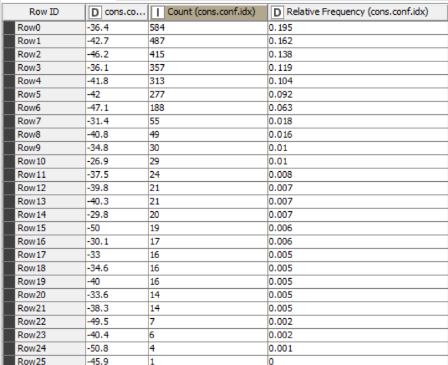 Row ID D cons.co... I Count (cons.conf.idx) D Relative Frequency (cons.conf.idx)
Row0 -36.4 584 0.195
Row1 -42.7 487 0.162
Row2 -46.2 415 0.138
Row3 -36.1 357 0.119
Row4 -41.8 313 0.104
Row5 -42 277 0.092
Row6 -47.1 188 0.063
Row7 -31.4 55 0.018
Row8 -40.8 49 0.016
Row9 -34.8 30 0.01
Row10 -26.9 29 0.01
Row11 -37.5 24 0.008
Row12 -39.8 21 0.007
Row13 -40.3 21 0.007
Row14 -29.8 20 0.007
Row15 -50 19 0.006
Row16 -30.1 17 0.006
Row17 -33 16 0.005
Row18 -34.6 16 0.005
Row19 -40 16 0.005
Row20 -33.6 14 0.005
Row21 -38.3 14 0.005
Row22 -49.5 7 0.002
Row23 -40.4 6 0.002
Row24 -50.8 4 0.001
Row25 -45.9 1 0